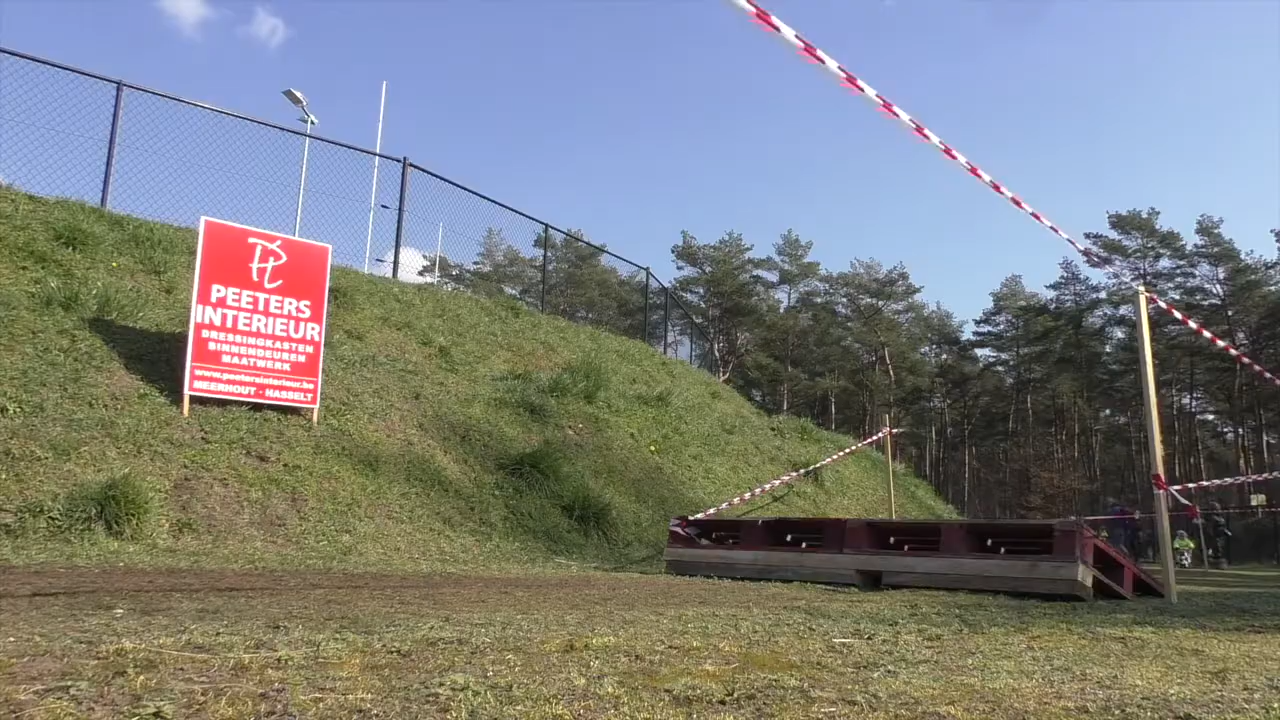 PL
PEETERS
INTERIEUR
DRESSINGKASTEN
BINNENDEUREN
MAATWERK
www.peetersinterieur.be
MEERHOUT - HASSELT